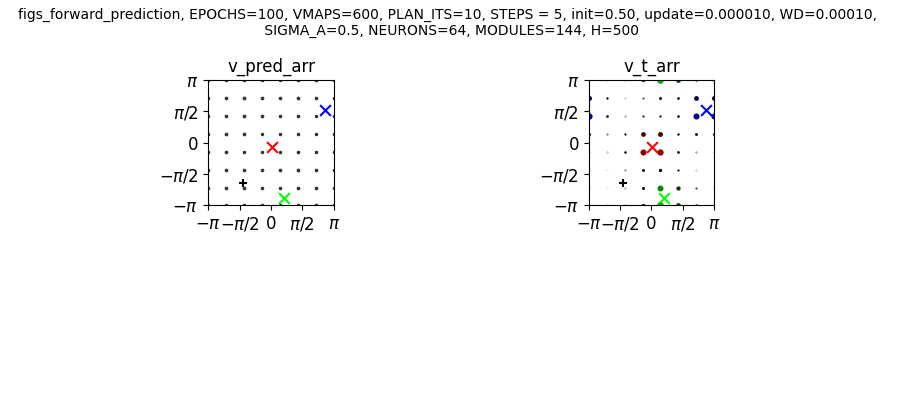 figs_forward_prediction, EPOCHS=100, VMAPS=600, PLAN_ITS=10, STEPS = 5, init=0.50, update=0.000010, WD=0.00010,
SIGMA_A=0.5, NEURONS=64, MODULES=144, H=500
v_pred_arr
π
π/2
0
−π/2
−π
−π −π/2 0 π/2 π
v_t_arr
π
π/2
0
−π/2
−π
−π −π/2 0 π/2 π